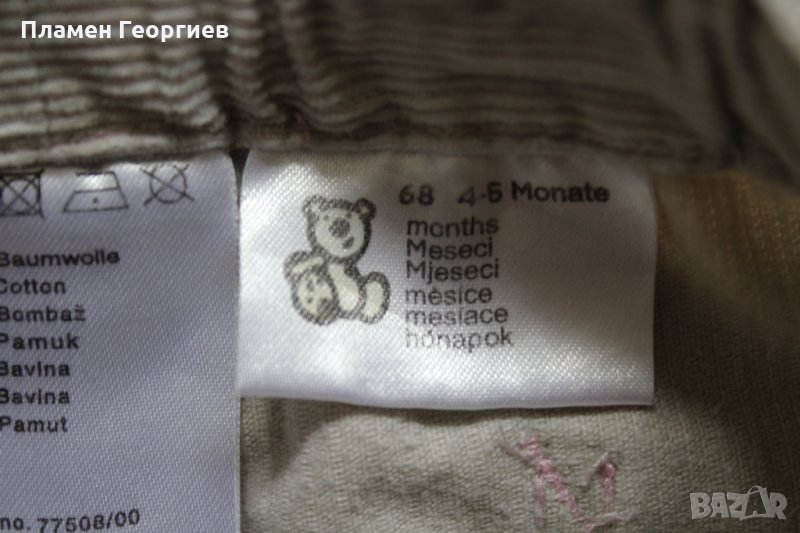 Пламен Георгиев
Baumwolle
Cotton
Bombaž
Pamuk
Bavlna
Bavlna
Pamut
no. 77508/00
68 4-6 Monate
months
Meseci
Mjeseci
měsíce
mesiace
hónapok
M
BAZAR